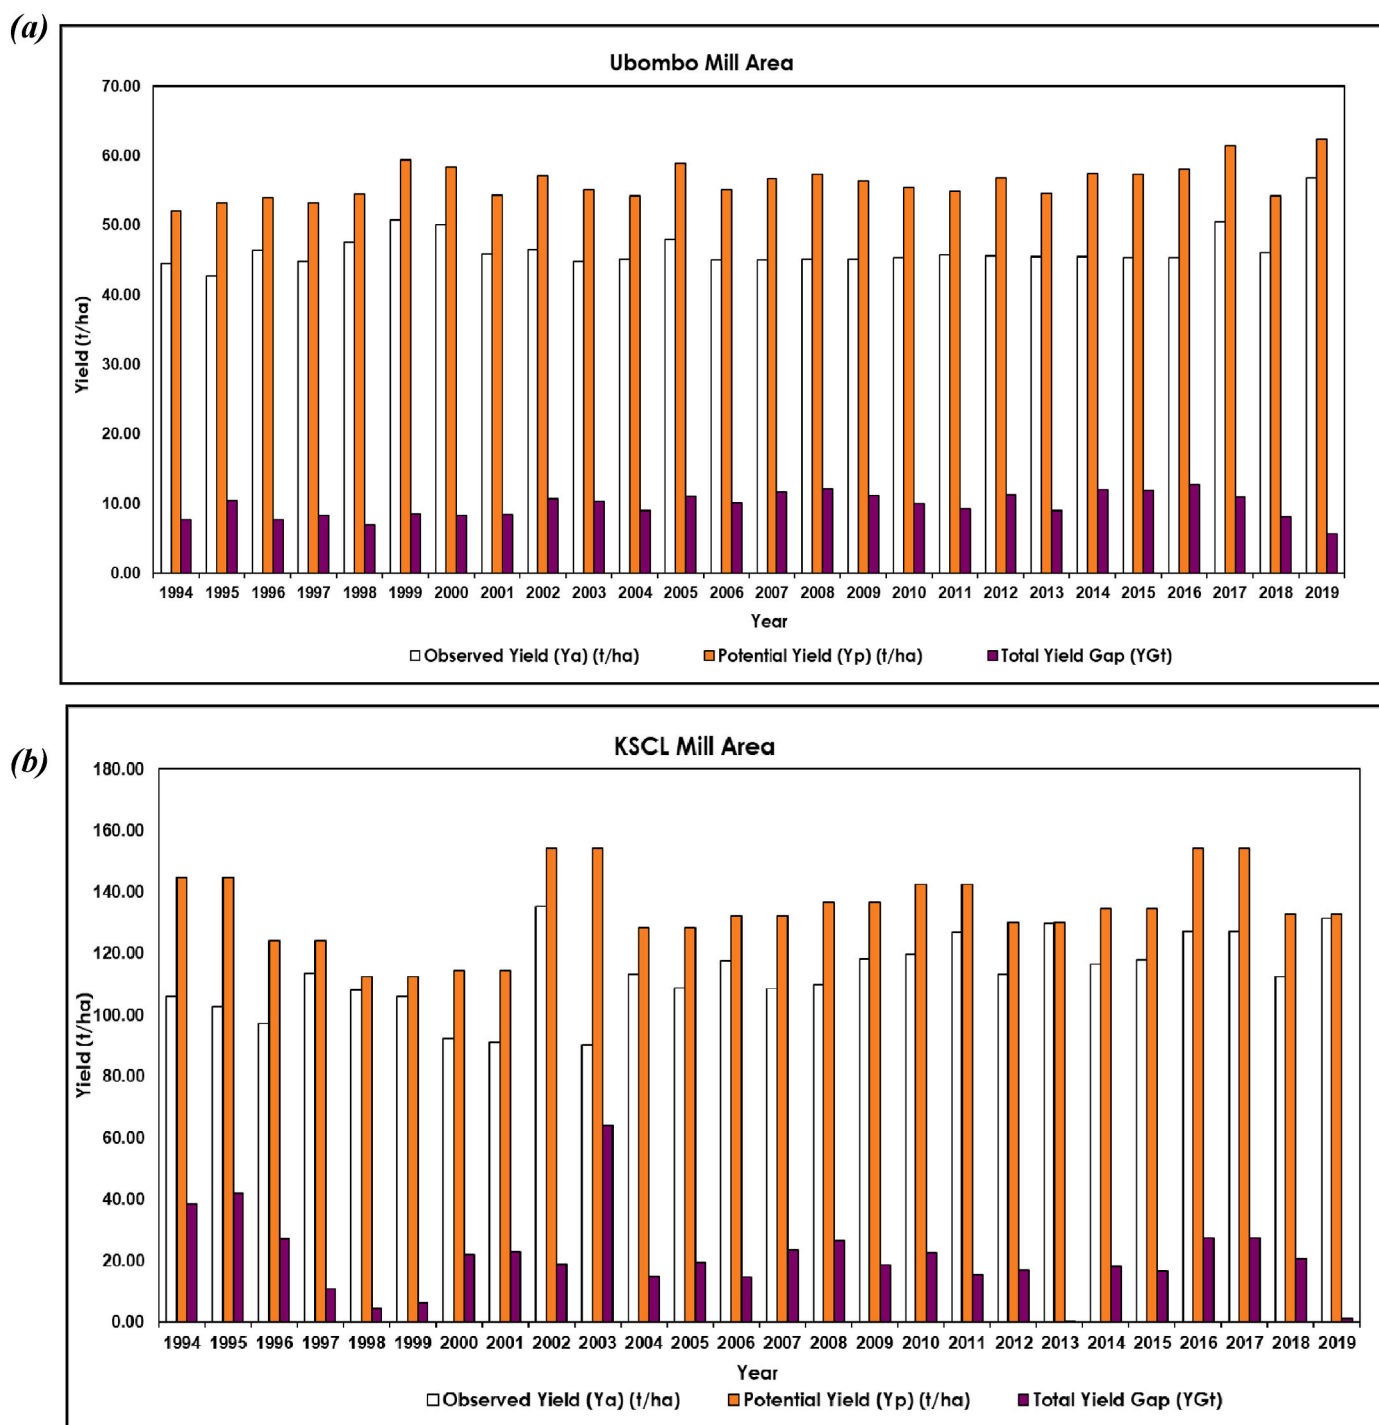 (a)
Ubombo Mill Area
70.00
60.00
50.00
40.00
30.00
20.00
10.00
0.00
Yield (t/ha)
1994 1995 1996 1997 1998 1999 2000 2001 2002 2003 2004 2005 2006 2007 2008 2009 2010 2011 2012 2013 2014 2015 2016 2017 2018 2019
Year
Observed Yield (Ya) (t/ha) Potential Yield (Yp) (t/ha) Total Yield Gap (YGt)
(b)
KSCL Mill Area
180.00
160.00
140.00
120.00
100.00
80.00
60.00
40.00
20.00
0.00
Yield (t/ha)
1994 1995 1996 1997 1998 1999 2000 2001 2002 2003 2004 2005 2006 2007 2008 2009 2010 2011 2012 2013 2014 2015 2016 2017 2018 2019
Year
Observed Yield (Ya) (t/ha) Potential Yield (Yp) (t/ha) Total Yield Gap (YGt)